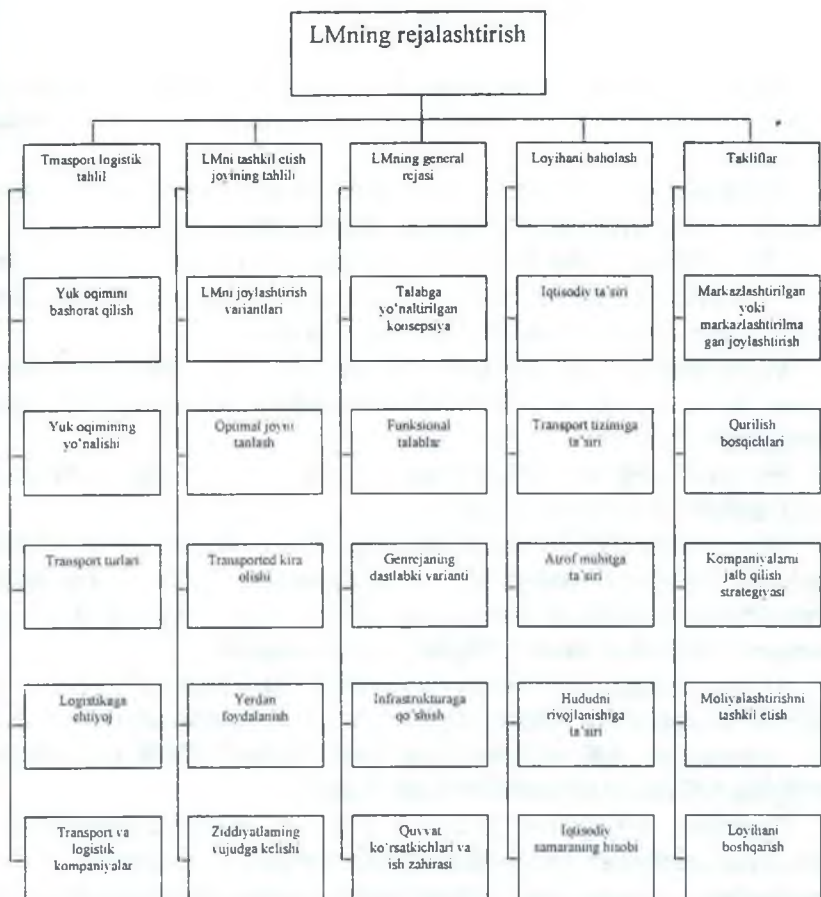 LMning rejalashtirish
Tmasport logistik
tahlil
LMni tashkil etish
joyining tahlili
LMning general
rejasi
Loyihani baholash
Takliflar
Yuk oqimini
bashorat qilish
LMni joylashtirish
variantlari
Talabga
yo'naltirilgan
konsepsiya
Iqtisodiy ta'siri
Markazlashtirilgan
yoki
markazlashtirilma
gan joylashtirish
Yuk oqimining
yo'nalishi
Optimal joyni
tanlash
Funksional
talablar
Transport tizimiga
ta'siri
Qurilish
bosqichlari
Transport turlari
Transported kira
olishi
Genrejaning
dastlabki varianti
Atrof muhitga
ta'siri
Kompaniyalarni
jalb qilish
strategiyasi
Logistikaga
ehtiyoj
Yerdan
foydalanish
Infrastrukturaga
qo'shish
Hududni
rivojlanishiga
ta'siri
Moliyalashtirishni
tashkil etish
Transport va
logistik
kompaniyalar
Ziddiyatlarning
vujudga kelishi
Quvvat
ko'rsatkichlari va
ish zahirasi
Iqtisodiy
samaraning hisobi
Loyihani
boshqarish